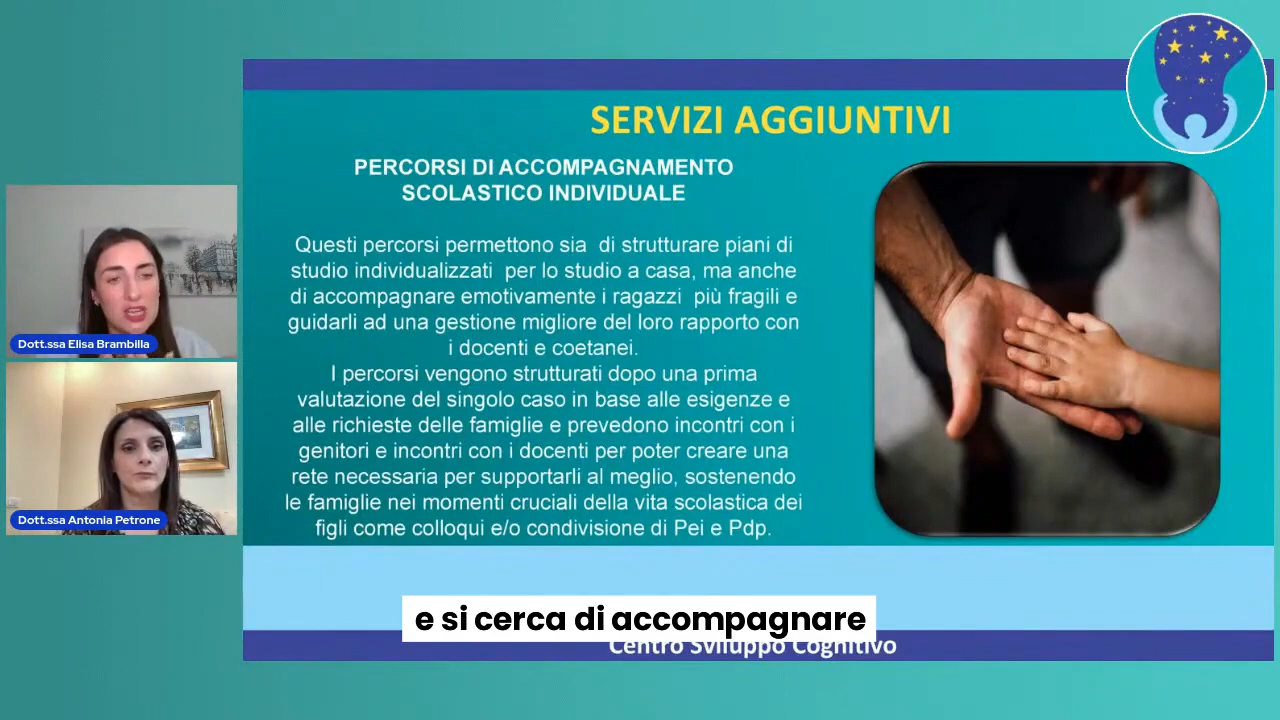 SERVIZI AGGIUNTIVI
PERCORSI DI ACCOMPAGNAMENTO
SCOLASTICO INDIVIDUALE
Questi percorsi permettono sia di strutturare piani di
studio individualizzati per lo studio a casa, ma anche
di accompagnare emotivamente i ragazzi più fragili e
guidarli ad una gestione migliore del loro rapporto con
i docenti e coetanei.
I percorsi vengono strutturati dopo una prima
valutazione del singolo caso in base alle esigenze e
alle richieste delle famiglie e prevedono incontri con i
genitori e incontri con i docenti per poter creare una
rete necessaria per supportarli al meglio, sostenendo
le famiglie nei momenti cruciali della vita scolastica dei
figli come colloqui e/o condivisione di Pei e Pdp.
Dott.ssa Elisa Brambilla
Dott.ssa Antonia Petrone
e si cerca di accompagnare
Centro Sviluppo Cognitivo